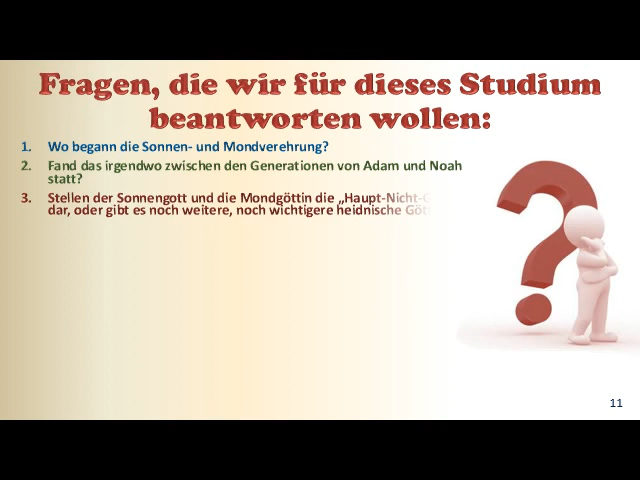 Fragen, die wir für dieses Studium
beantworten wollen:
1. Wo begann die Sonnen- und Mondverehrung?
2. Fand das irgendwo zwischen den Generationen von Adam und Noah
statt?
3. Stellen der Sonnengott und die Mondgöttin die
dar, oder gibt es noch weitere, noch wichtigere heidnische
11